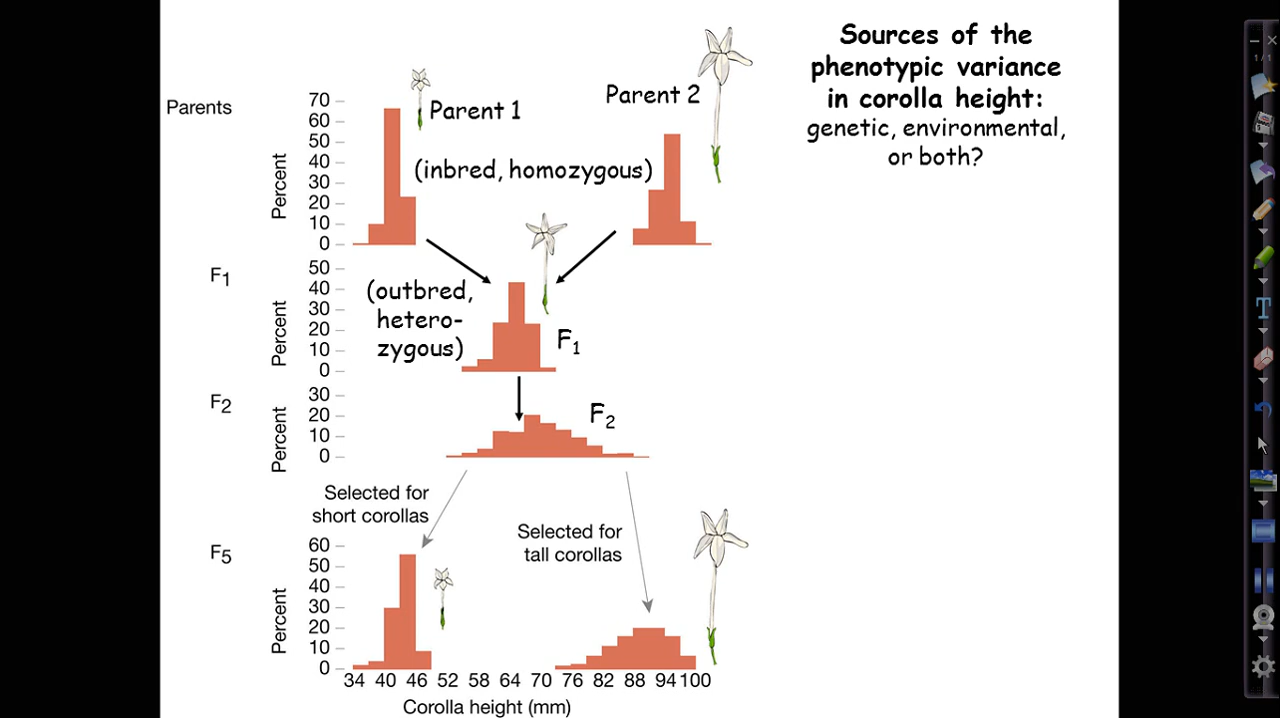 Sources of the
phenotypic variance
in corolla height:
genetic, environmental,
or both?
Parents
Percent
70
60
50
40
30
20
10
0
Parent 1
Parent 2
(inbred, homozygous)
F1
Percent
50
40
30
20
10
0
(outbred,
hetero-
zygous)
F1
F2
Percent
30
20
10
0
F2
Selected for
short corollas
Selected for
tall corollas
F5
Percent
60
50
40
30
20
10
0
34 40 46 52 58 64 70 76 82 88 94 100
Corolla height (mm)
1/1